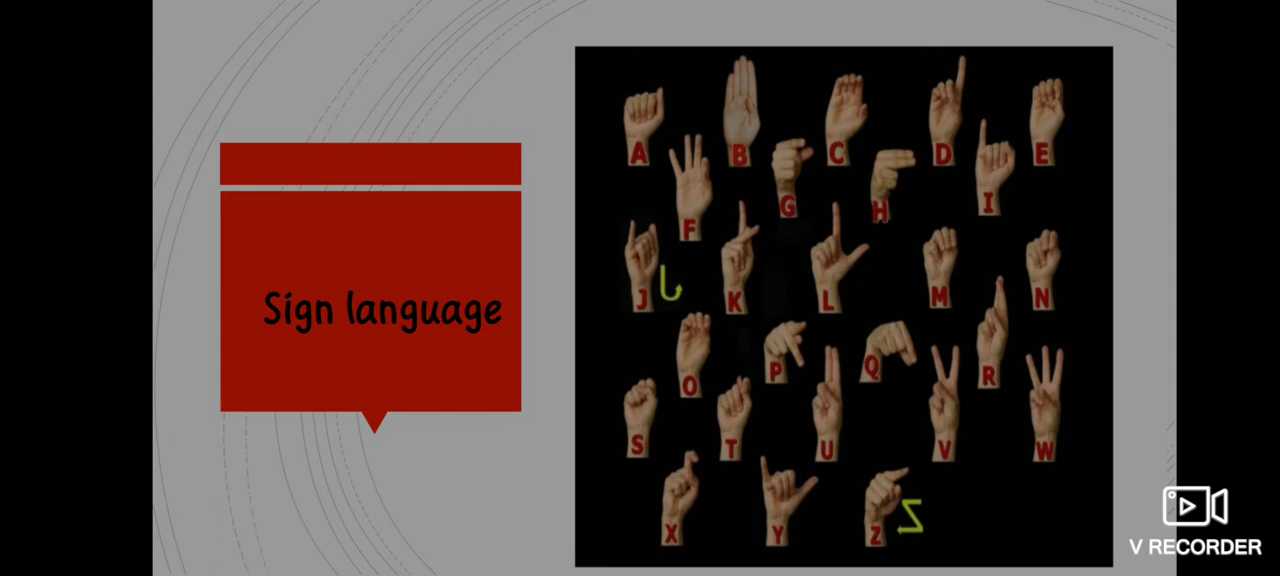 Sign language
A B C D E
F G H I
J K L M N
O P Q R
S T U V W
X Y Z
V RECORDER